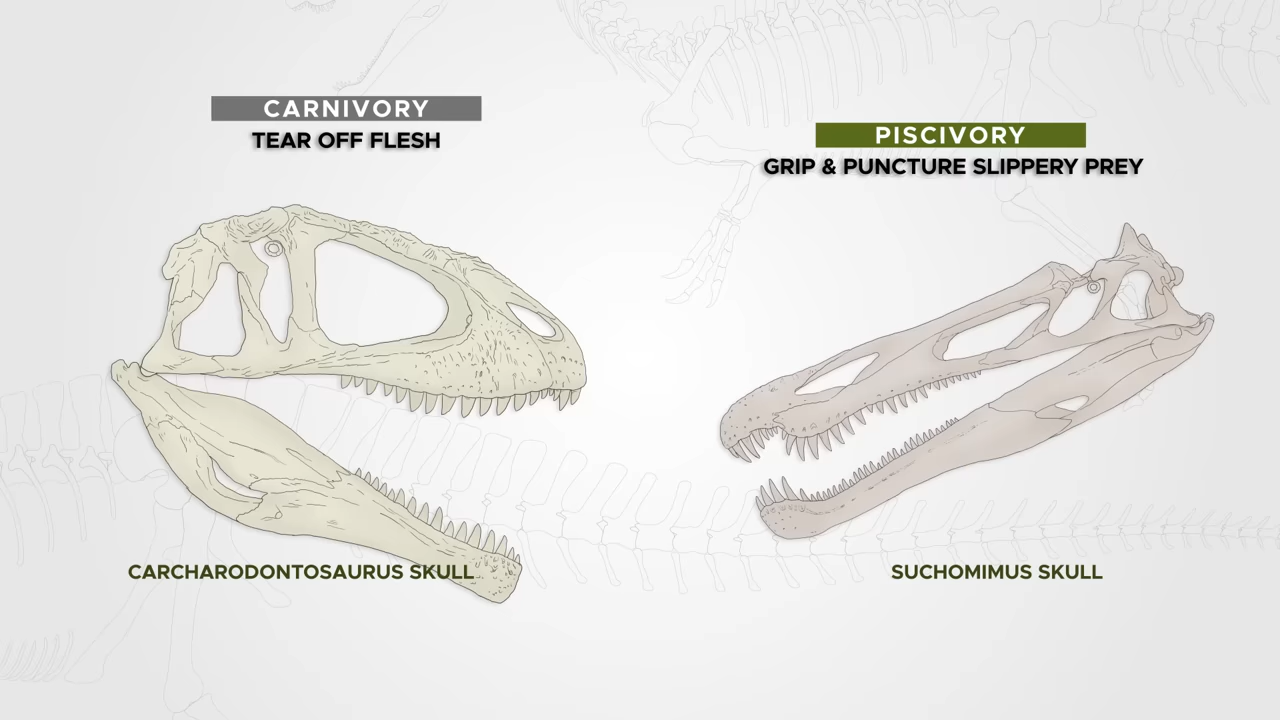 CARNIVORY
TEAR OFF FLESH
PISCIVORY
GRIP & PUNCTURE SLIPPERY PREY
CARCHARODONTOSAURUS SKULL
SUCHOMIMUS SKULL